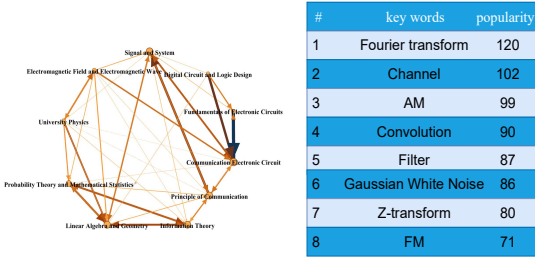 Signal and System
Electromagnetic Field and Electromagnetic Wave
Digital Circuit and Logic Design
Fundamentals of Electronic Circuits
University Physics
Communication Electronic Circuit
Probability Theory and Mathematical Statistics
Principle of Communication
Linear Algebra and Geometry
Information Theory
# key words popularity
1 Fourier transform 120
2 Channel 102
3 AM 99
4 Convolution 90
5 Filter 87
6 Gaussian White Noise 86
7 Z-transform 80
8 FM 71